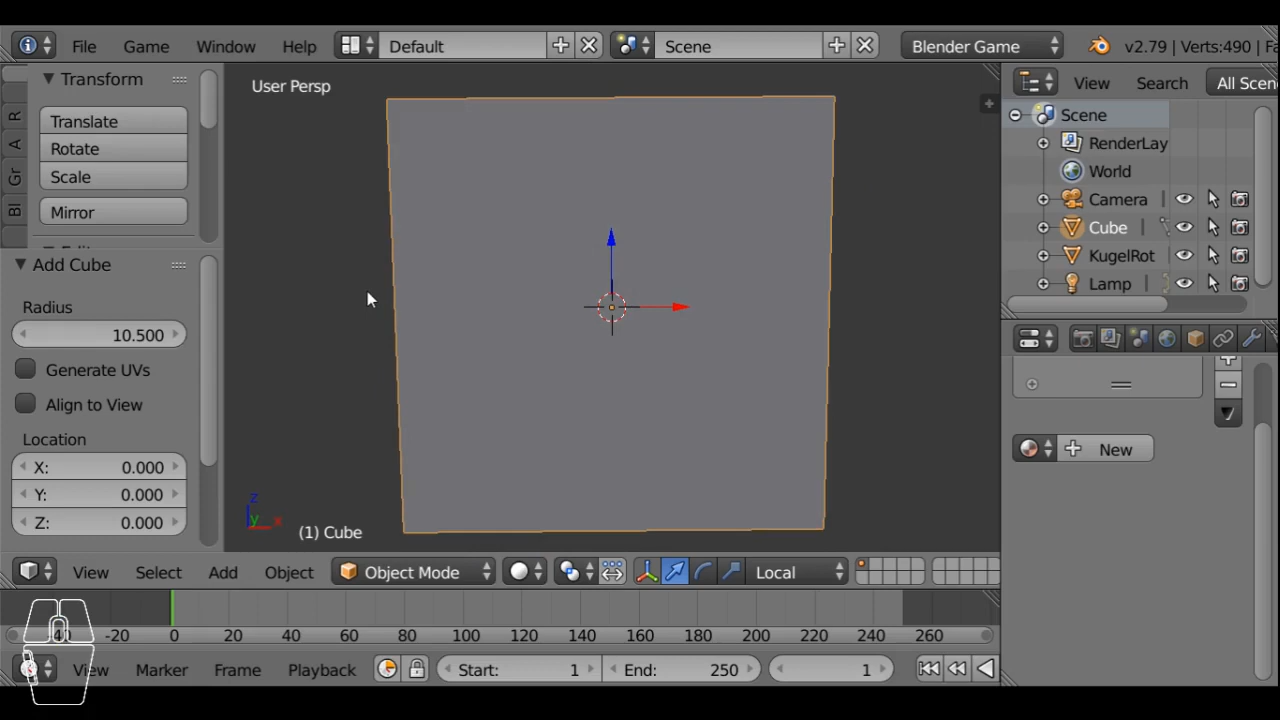 File Game Window Help Default Scene Blender Game v2.79 | Verts:490 | Fa
Transform
Translate
Rotate
Scale
Mirror
R
A
Gr
Bl
Add Cube
Radius
10.500
Generate UVs
Align to View
Location
X: 0.000
Y: 0.000
Z: 0.000
User Persp
z
y x
(1) Cube
View Search All Scen
Scene
RenderLay
World
Camera
Cube
KugelRot
Lamp
New
View Select Add Object Object Mode Local
-20 0 20 40 60 80 100 120 140 160 180 200 220 240 260
View Marker Frame Playback Start: 1 End: 250 1